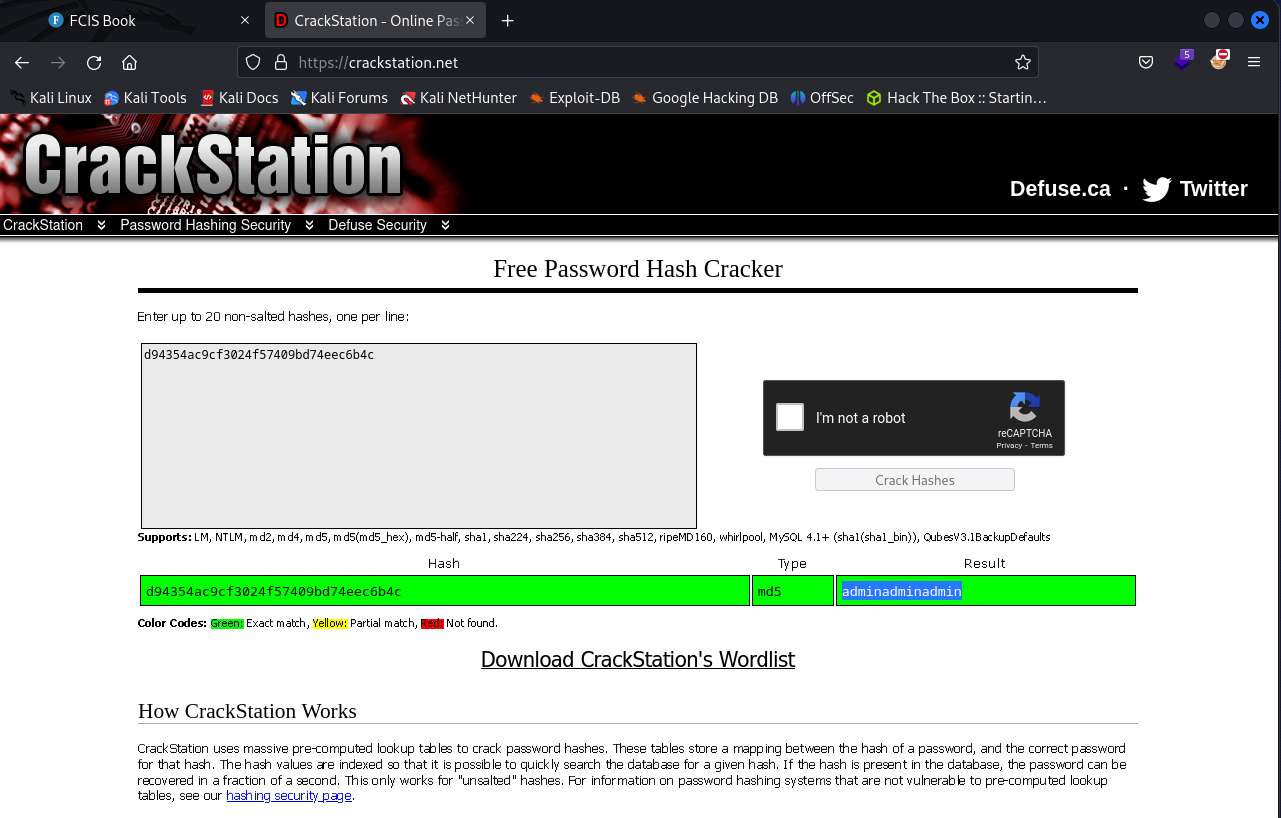 FCIS Book
CrackStation - Online Pas
https://crackstation.net
5
Kali Linux Kali Tools Kali Docs Kali Forums Kali NetHunter Exploit-DB Google Hacking DB OffSec Hack The Box :: Startin…
CrackStation
Defuse.ca · Twitter
CrackStation Password Hashing Security Defuse Security
Free Password Hash Cracker
Enter up to 20 non-salted hashes, one per line:
d94354ac9cf3024f57409bd74eec6b4c
I'm not a robot
reCAPTCHA
Privacy - Terms
Crack Hashes
Supports: LM, NTLM, md2, md4, md5, md5(md5_hex), md5-half, sha1, sha224, sha256, sha384, sha512, ripeMD160, whirlpool, MySQL 4.1+ (sha1(sha1_bin)), QubesV3.1BackupDefaults
Hash Type Result
d94354ac9cf3024f57409bd74eec6b4c md5 adminadminadmin
Color Codes: Green: Exact match, Yellow: Partial match, Red: Not found.
Download CrackStation's Wordlist
How CrackStation Works
CrackStation uses massive pre-computed lookup tables to crack password hashes. These tables store a mapping between the hash of a password, and the correct password
for that hash. The hash values are indexed so that it is possible to quickly search the database for a given hash. If the hash is present in the database, the password can be
recovered in a fraction of a second. This only works for "unsalted" hashes. For information on password hashing systems that are not vulnerable to pre-computed lookup
tables, see our hashing security page.